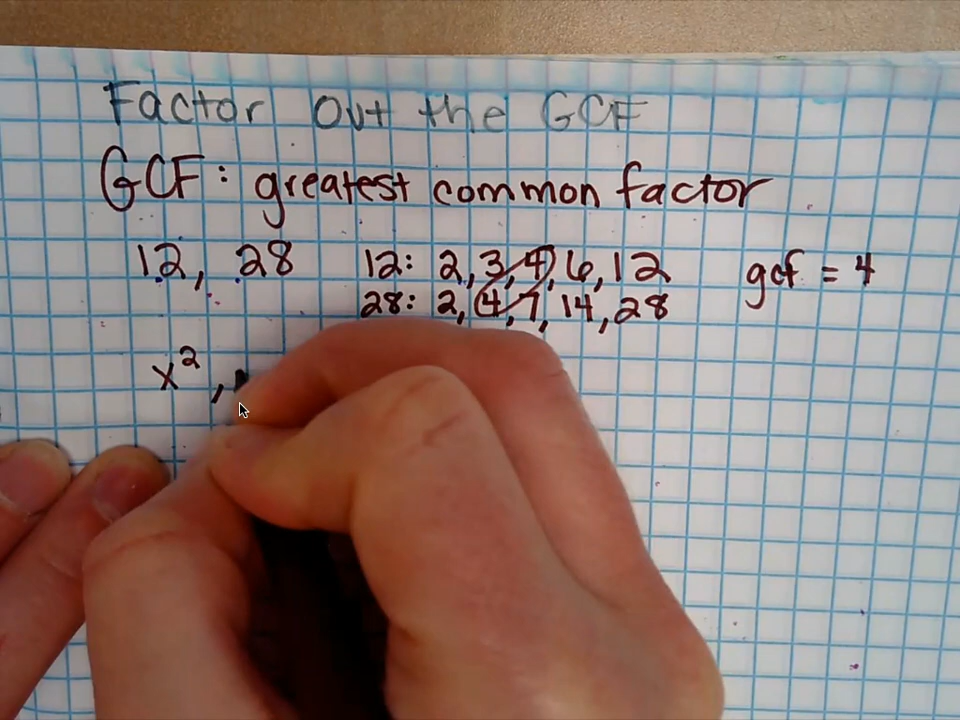 Factor Out the GCF
GCF: greatest common factor
12, 28 12: 2,3,4,6,12 gcf = 4
28: 2,4,7,14,28
x²,